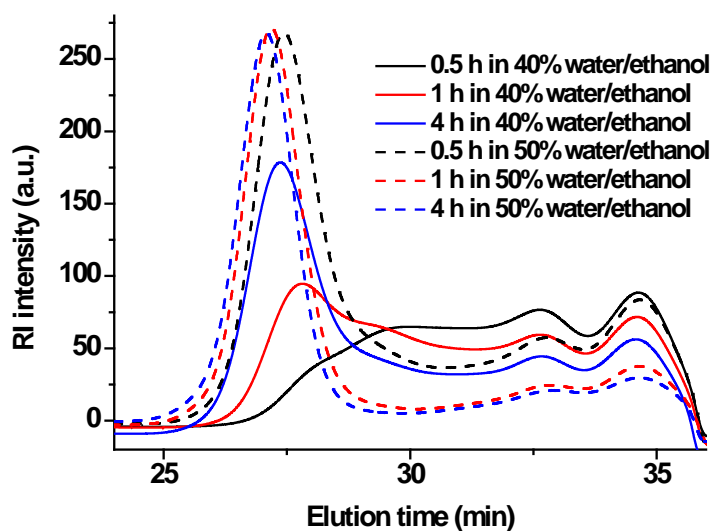 250
200
150
100
50
0
25
30
35
RI intensity (a.u.)
Elution time (min)
0.5 h in 40% water/ethanol
1 h in 40% water/ethanol
4 h in 40% water/ethanol
0.5 h in 50% water/ethanol
1 h in 50% water/ethanol
4 h in 50% water/ethanol